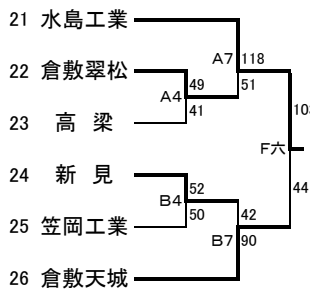 21 水島工業
A7 118
22 倉敷翠松
49 51
A4
41
23 高 梁
F六
24 新 見
52
44
B4
50 42
25 笠岡工業
B7 90
26 倉敷天城